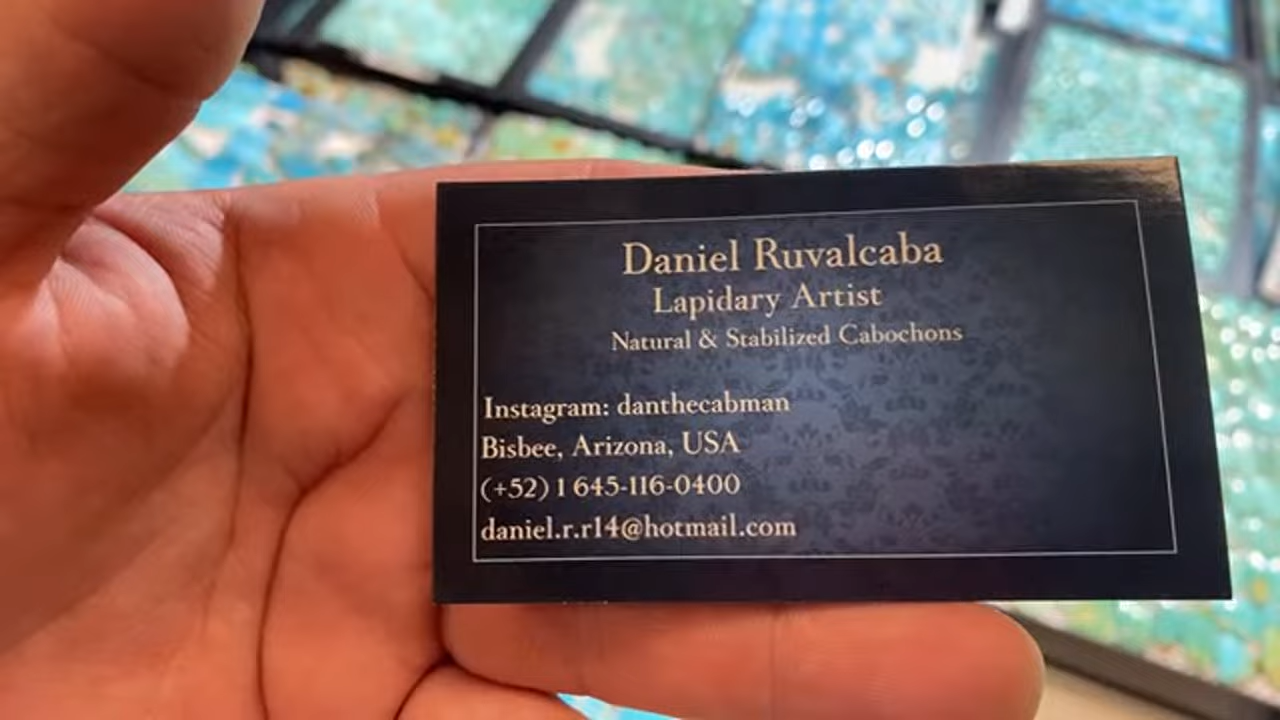 Daniel Ruvalcaba
Lapidary Artist
Natural & Stabilized Cabochons
Instagram: danthecabman
Bisbee, Arizona, USA
(+52) 1 645-116-0400
daniel.r.r14@hotmail.com